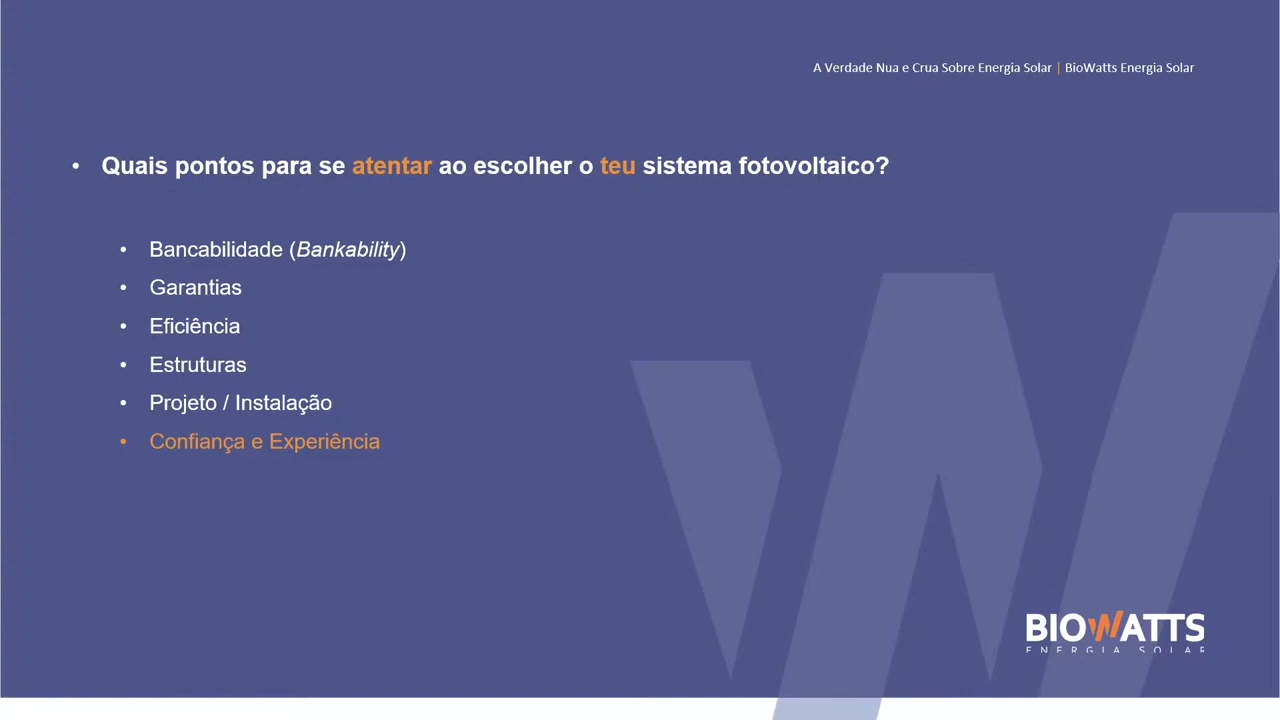 A Verdade Nua e Crua Sobre Energia Solar | BioWatts Energia Solar
• Quais pontos para se atentar ao escolher o teu sistema fotovoltaico?
• Bancabilidade (Bankability)
• Garantias
• Eficiência
• Estruturas
• Projeto / Instalação
• Confiança e Experiência
BIOWATTS
ENERGIA SOLAR